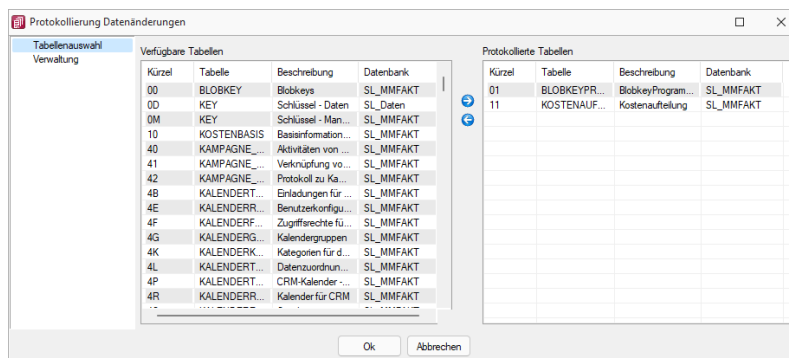 Protokollierung Datenänderungen
Tabellenauswahl
Verwaltung
Verfügbare Tabellen
Kürzel Tabelle Beschreibung Datenbank
00 BLOBKEY Blobkeys SL_MMFAKT
0D KEY Schlüssel - Daten SL_Daten
0M KEY Schlüssel - Man... SL_MMFAKT
10 KOSTENBASIS Basisinformation... SL_MMFAKT
40 KAMPAGNE_... Aktivitäten von ... SL_MMFAKT
41 KAMPAGNE_... Verknüpfung vo... SL_MMFAKT
42 KAMPAGNE_... Protokoll zu Ka... SL_MMFAKT
4B KALENDERT... Einladungen für ... SL_MMFAKT
4E KALENDERR... Benutzerkonfigu... SL_MMFAKT
4F KALENDERF... Zugriffsrechte fü... SL_MMFAKT
4G KALENDERG... Kalendergruppen SL_MMFAKT
4K KALENDERK... Kategorien für d... SL_MMFAKT
4L KALENDERT... Datenzuordnun... SL_MMFAKT
4P KALENDERT... CRM-Kalender -... SL_MMFAKT
4R KALENDERR... Kalender für CRM SL_MMFAKT
Protokollierte Tabellen
Kürzel Tabelle Beschreibung Datenbank
01 BLOBKEYPR... BlobkeyProgram... SL_MMFAKT
11 KOSTENAUF... Kostenaufteilung SL_MMFAKT
Ok Abbrechen